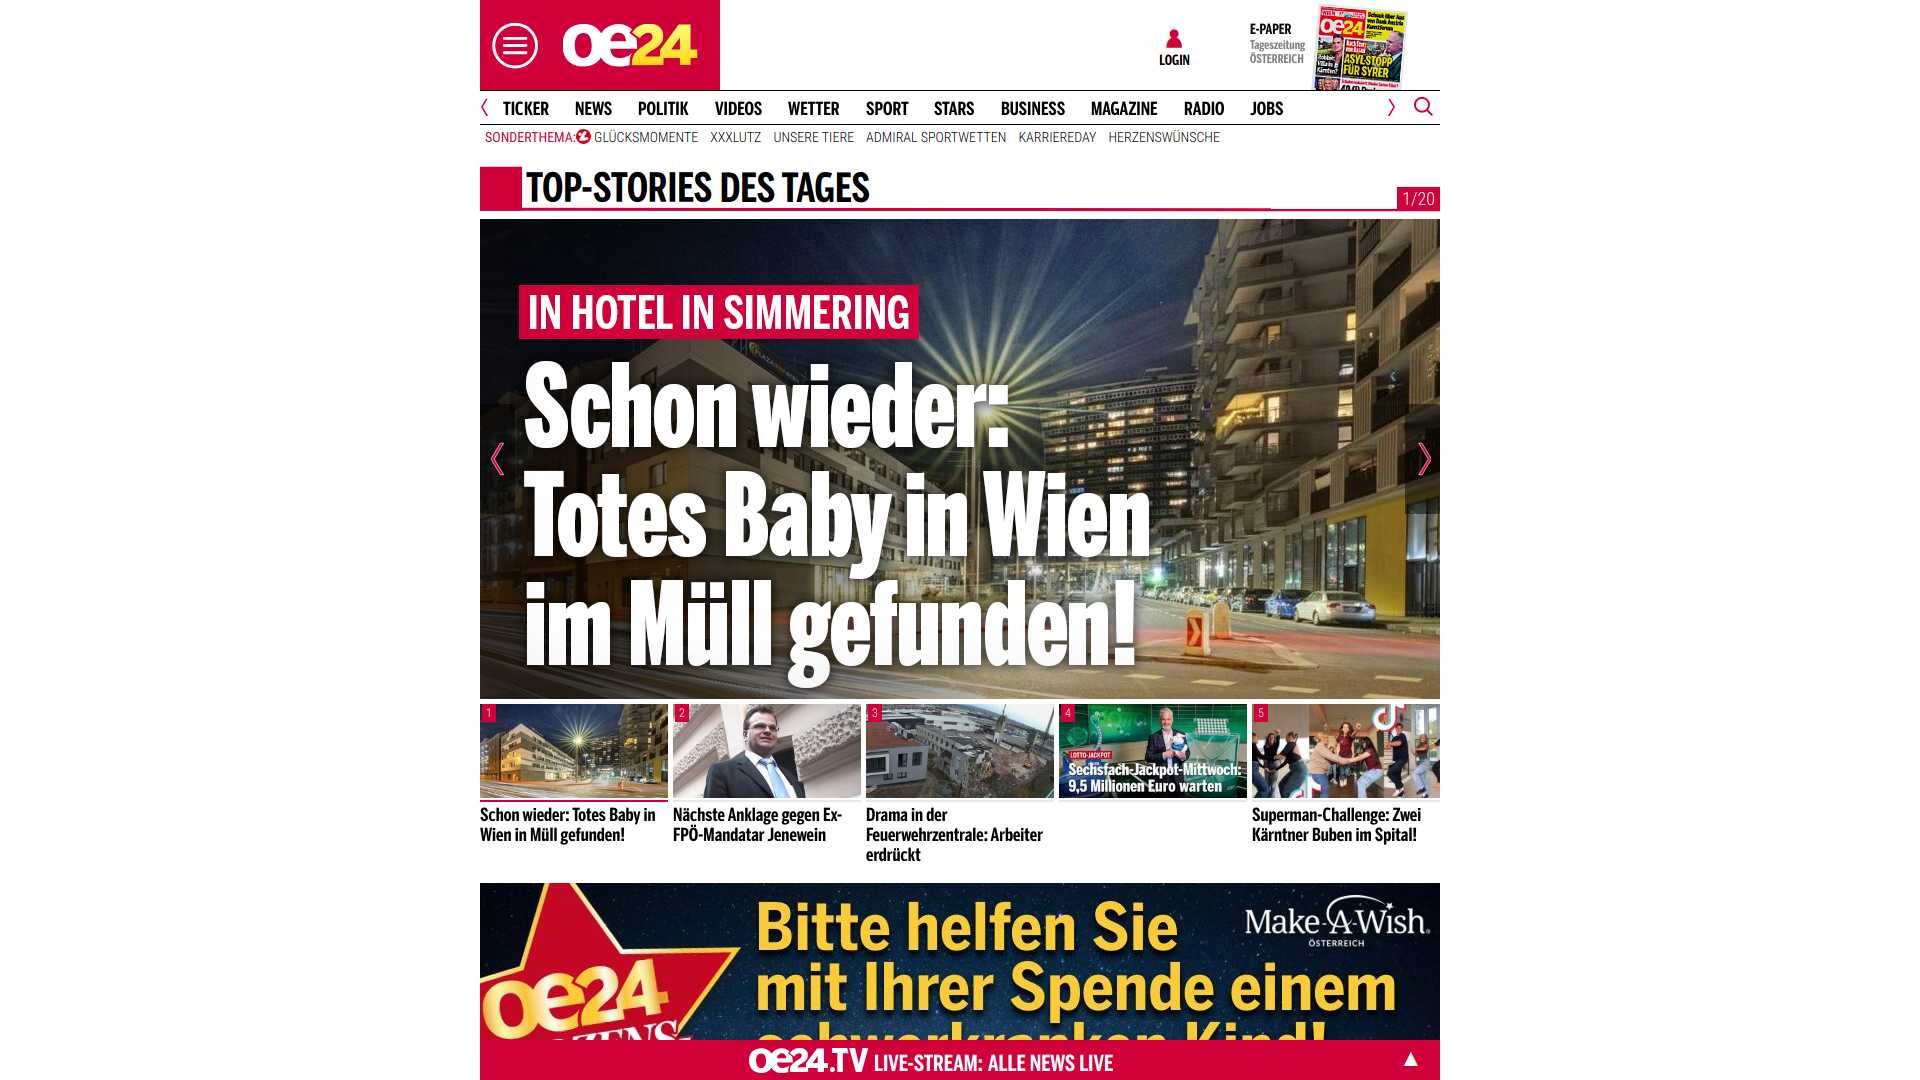 oe24
LOGIN
E-PAPER
Tageszeitung
ÖSTERREICH
oe24
ASYL-STOPP
FÜR SYRER
TICKER NEWS POLITIK VIDEOS WETTER SPORT STARS BUSINESS MAGAZINE RADIO JOBS
SONDERTHEMA: GLÜCKSMOMENTE XXXLUTZ UNSERE TIERE ADMIRAL SPORTWETTEN KARRIEREDAY HERZENSWÜNSCHE
TOP-STORIES DES TAGES
1/20
IN HOTEL IN SIMMERING
Schon wieder:
Totes Baby in Wien
im Müll gefunden!
1
2
3
4
5
LOTTO-JACKPOT
Sechsfach-Jackpot-Mittwoch:
9,5 Millionen Euro warten
Schon wieder: Totes Baby in
Wien in Müll gefunden!
Nächste Anklage gegen Ex-
FPÖ-Mandatar Jenewein
Drama in der
Feuerwehrzentrale: Arbeiter
erdrückt
Superman-Challenge: Zwei
Kärntner Buben im Spital!
oe24
Bitte helfen Sie
mit Ihrer Spende einem
schwerkranken Kind!
Make-A-Wish
ÖSTERREICH
oe24.TV LIVE-STREAM: ALLE NEWS LIVE